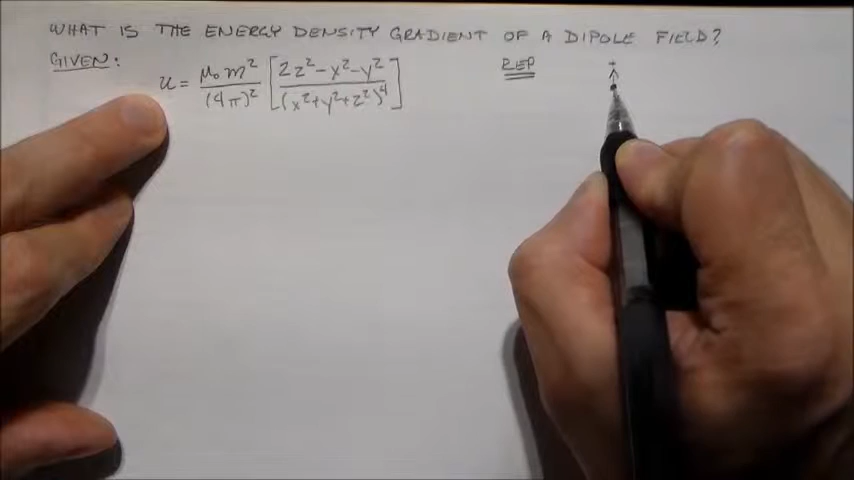 WHAT IS THE ENERGY DENSITY GRADIENT OF A DIPOLE FIELD?
GIVEN:
u = μ₀m²/(4π)² [2z²-x²-y²/(x²+y²+z²)⁴]
REP
+